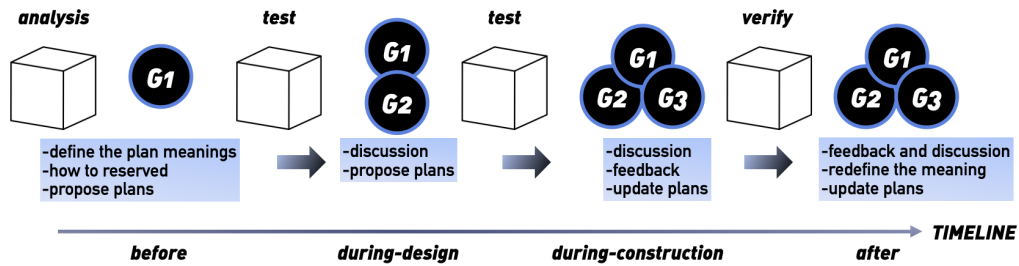 analysis
test
test
verify
G1
G1
G2
G1
G2
G3
G1
G2
G3
-define the plan meanings
-how to reserved
-propose plans
-discussion
-propose plans
-discussion
-feedback
-update plans
-feedback and discussion
-redefine the meaning
-update plans
TIMELINE
before
during-design
during-construction
after